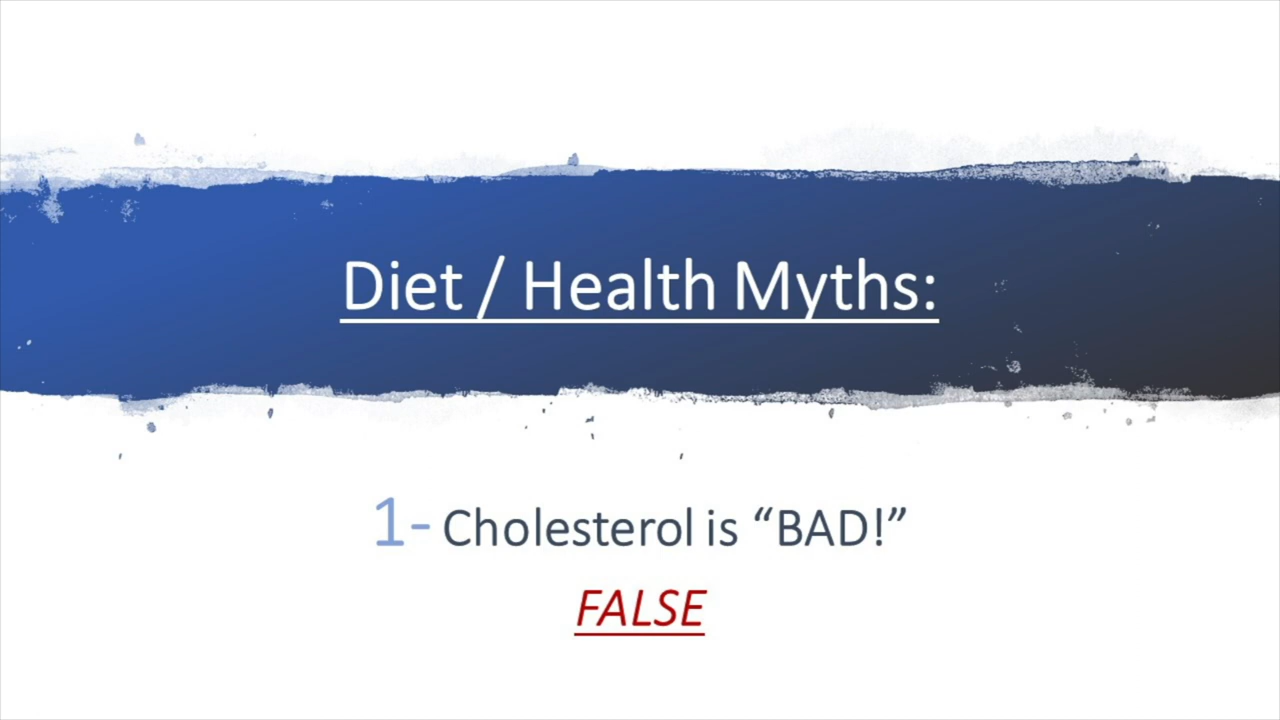 Diet / Health Myths:
1- Cholesterol is “BAD!”
FALSE